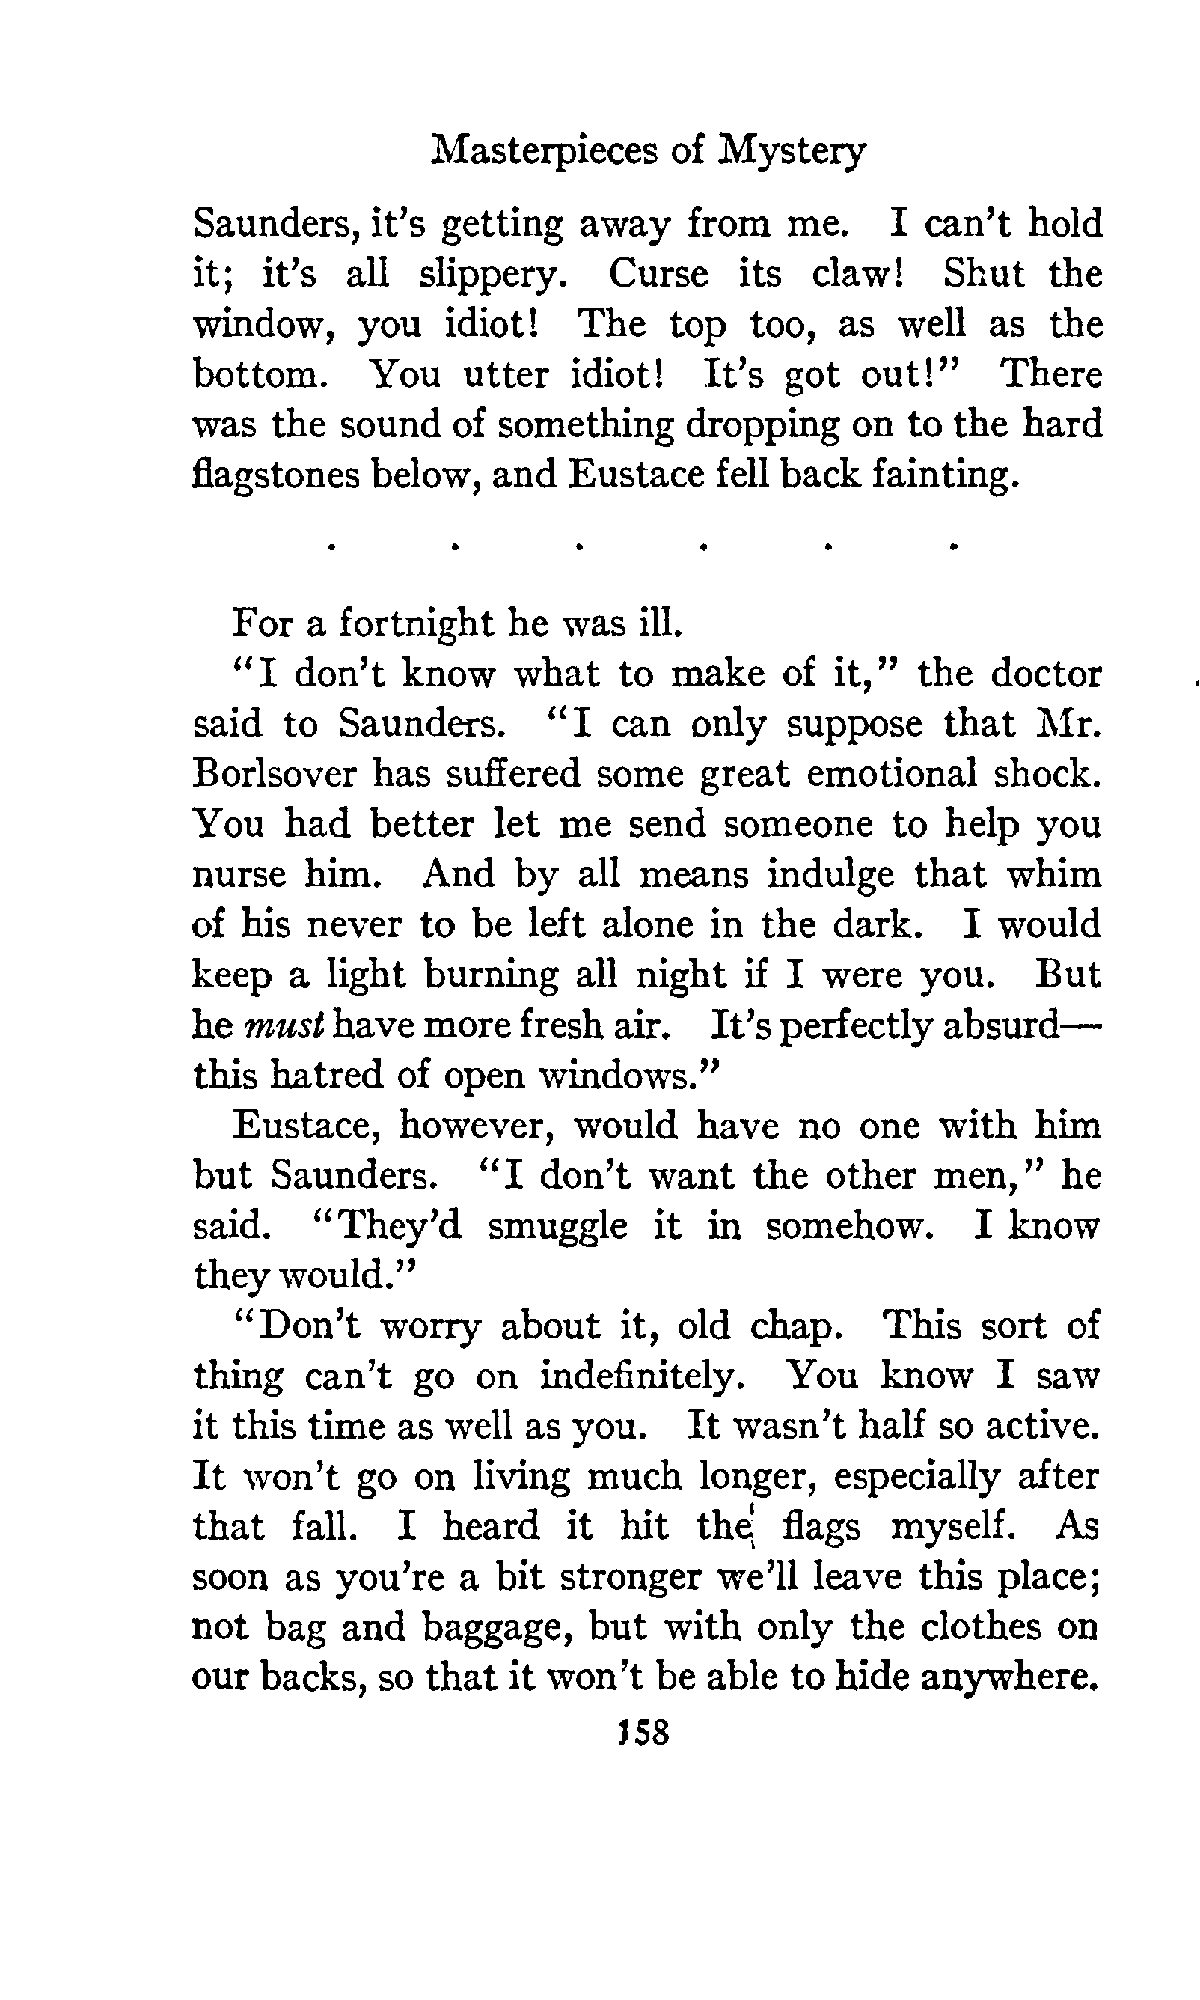 Masterpieces of Mystery
Saunders, it's getting away from me. I can't hold
it; it's all slippery. Curse its claw! Shut the
window, you idiot! The top too, as well as the
bottom. You utter idiot! It's got out!" There
was the sound of something dropping on to the hard
flagstones below, and Eustace fell back fainting.
. . . . . .
For a fortnight he was ill.
"I don't know what to make of it," the doctor
said to Saunders. "I can only suppose that Mr.
Borlsover has suffered some great emotional shock.
You had better let me send someone to help you
nurse him. And by all means indulge that whim
of his never to be left alone in the dark. I would
keep a light burning all night if I were you. But
he must have more fresh air. It's perfectly absurd—
this hatred of open windows."
Eustace, however, would have no one with him
but Saunders. "I don't want the other men," he
said. "They'd smuggle it in somehow. I know
they would."
"Don't worry about it, old chap. This sort of
thing can't go on indefinitely. You know I saw
it this time as well as you. It wasn't half so active.
It won't go on living much longer, especially after
that fall. I heard it hit the flags myself. As
soon as you're a bit stronger we'll leave this place;
not bag and baggage, but with only the clothes on
our backs, so that it won't be able to hide anywhere.
158